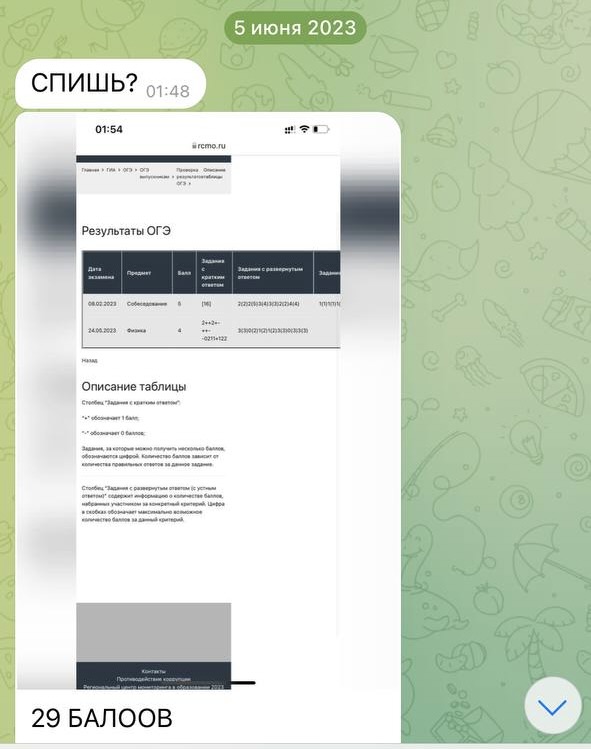 5 июня 2023
СПИШЬ? 01:48
01:54
rcmo.ru
Главная > ГИА > ОГЭ > ОГЭ Проверка Описание
выпускникам > результатов таблицы
ОГЭ >
Результаты ОГЭ
Дата экзамена Предмет Балл Задания с кратким ответом Задания с развернутым ответом Задани
09.02.2023 Собеседование 5 [16] 2(2)2(5)3(4)3(3)2(2)4(4) 1(1)1(1)1(
24.05.2023 Физика 4 2++2+-
++-
-0211+122 3(3)0(2)1(2)1(2)3(3)0(3)3(3)
Назад
Описание таблицы
Столбец "Задания с кратким ответом":
"+" обозначает 1 балл;
"-" обозначает 0 баллов;
Задания, за которые можно получить несколько баллов,
обозначаются цифрой. Количество баллов зависит от
количества правильных ответов за данное задание.
Столбец "Задания с развернутым ответом (с устным
ответом)" содержит информацию о количестве баллов,
набранных участником за конкретный критерий. Цифра
в скобках обозначает максимально возможное
количество баллов за данный критерий.
Контакты
Противодействие коррупции
Региональный центр мониторинга в образовании 2023
29 БАЛООВ